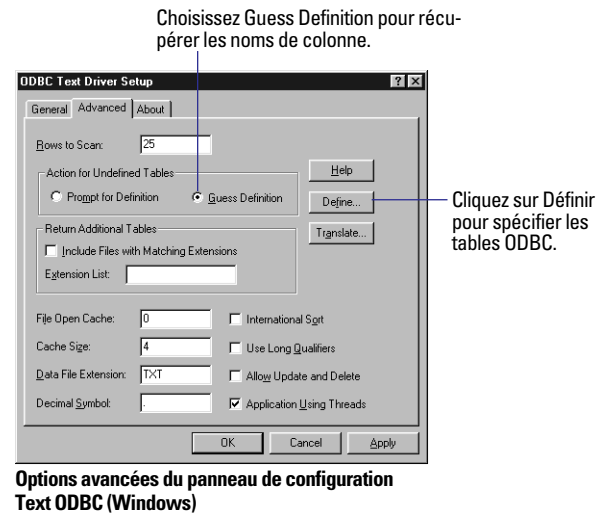 Choisissez Guess Definition pour récu-
pérer les noms de colonne.
ODBC Text Driver Setup
General Advanced About
Rows to Scan: 25
Action for Undefined Tables
Prompt for Definition Guess Definition
Help
Define...
Translate...
Cliquez sur Définir
pour spécifier les
tables ODBC.
Return Additional Tables
Include Files with Matching Extensions
Extension List:
File Open Cache: 0 International Sort
Cache Size: 4 Use Long Qualifiers
Data File Extension: TXT Allow Update and Delete
Decimal Symbol: . Application Using Threads
OK Cancel Apply
Options avancées du panneau de configuration
Text ODBC (Windows)